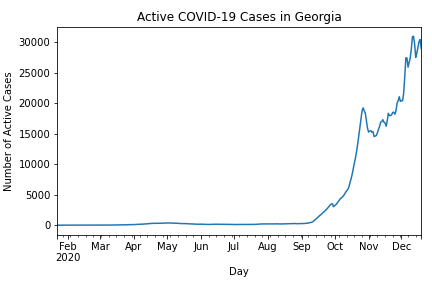 Active COVID-19 Cases in Georgia
30000
25000
20000
15000
10000
5000
0
Number of Active Cases
Feb Mar Apr May Jun Jul Aug Sep Oct Nov Dec
2020
Day